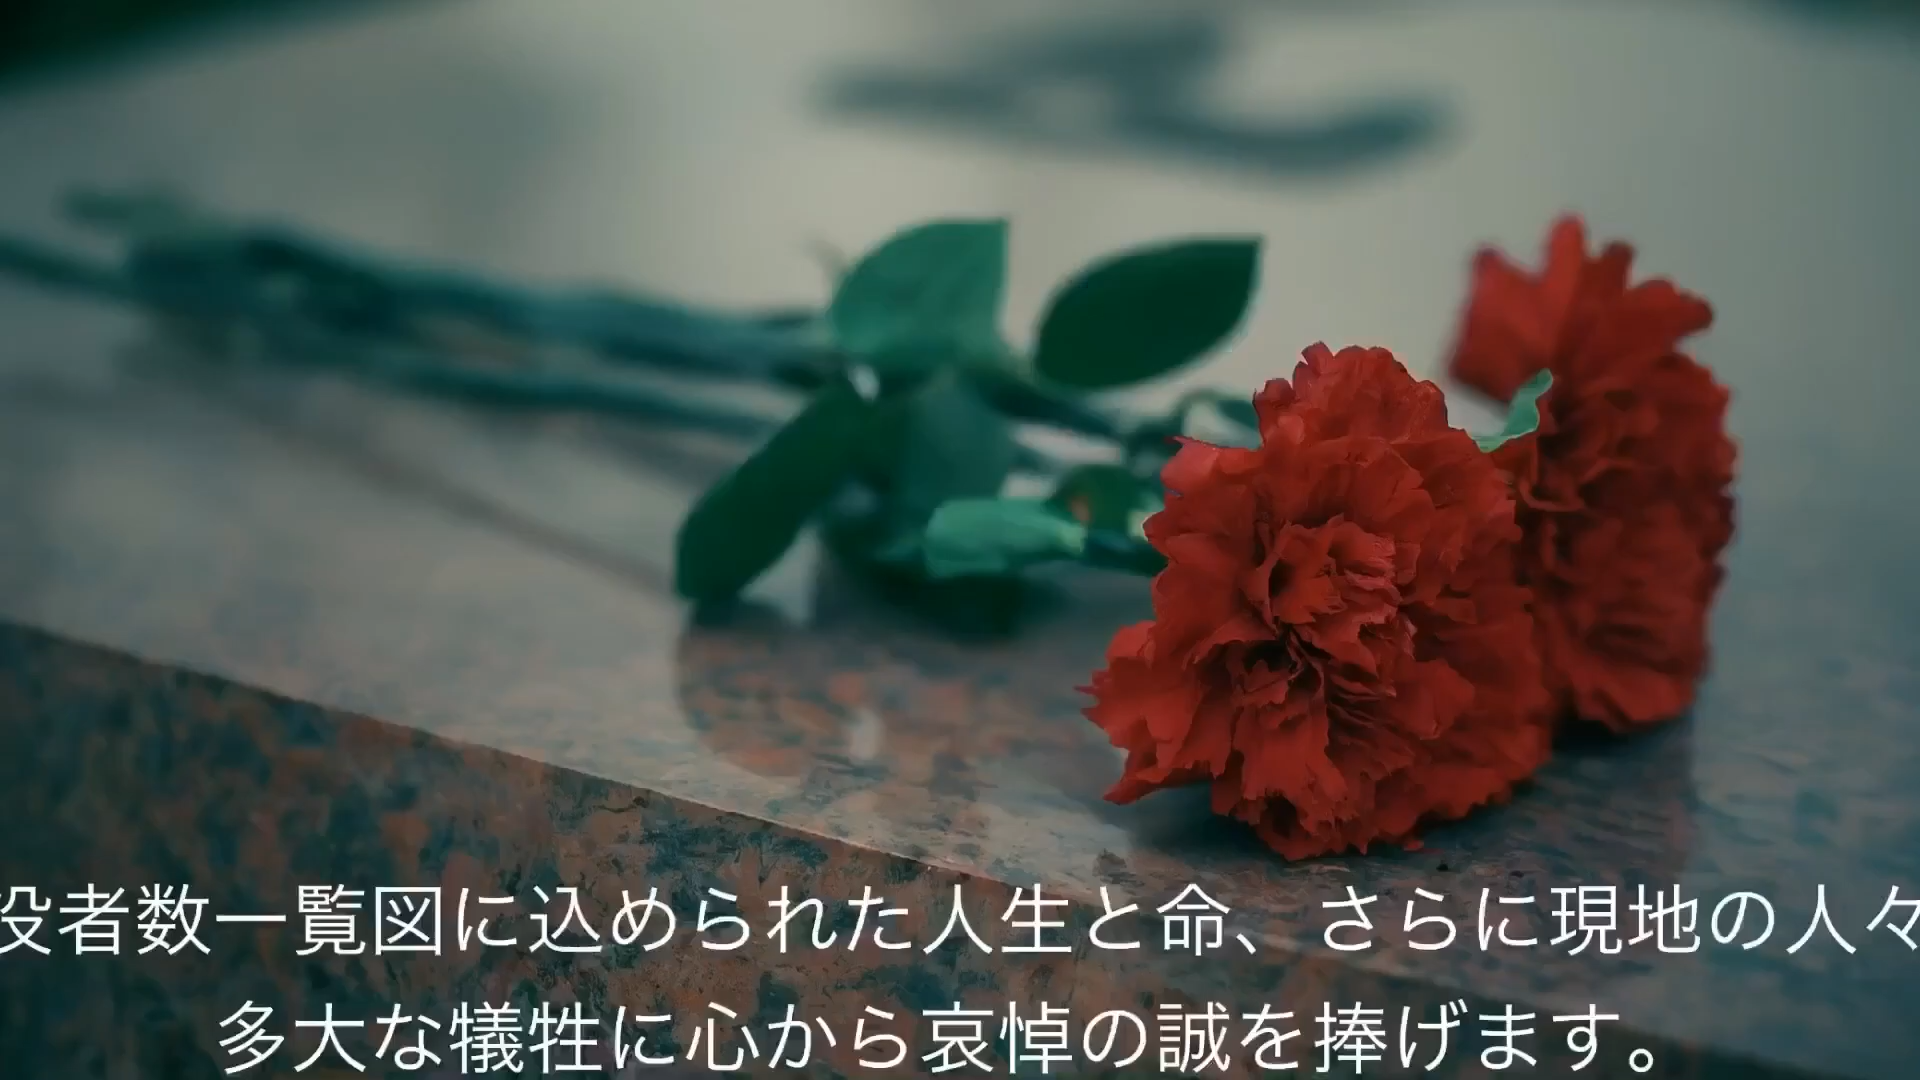 役者数一覧図に込められた人生と命、さらに現地の人々
多大な犠牲に心から哀悼の誠を捧げます。